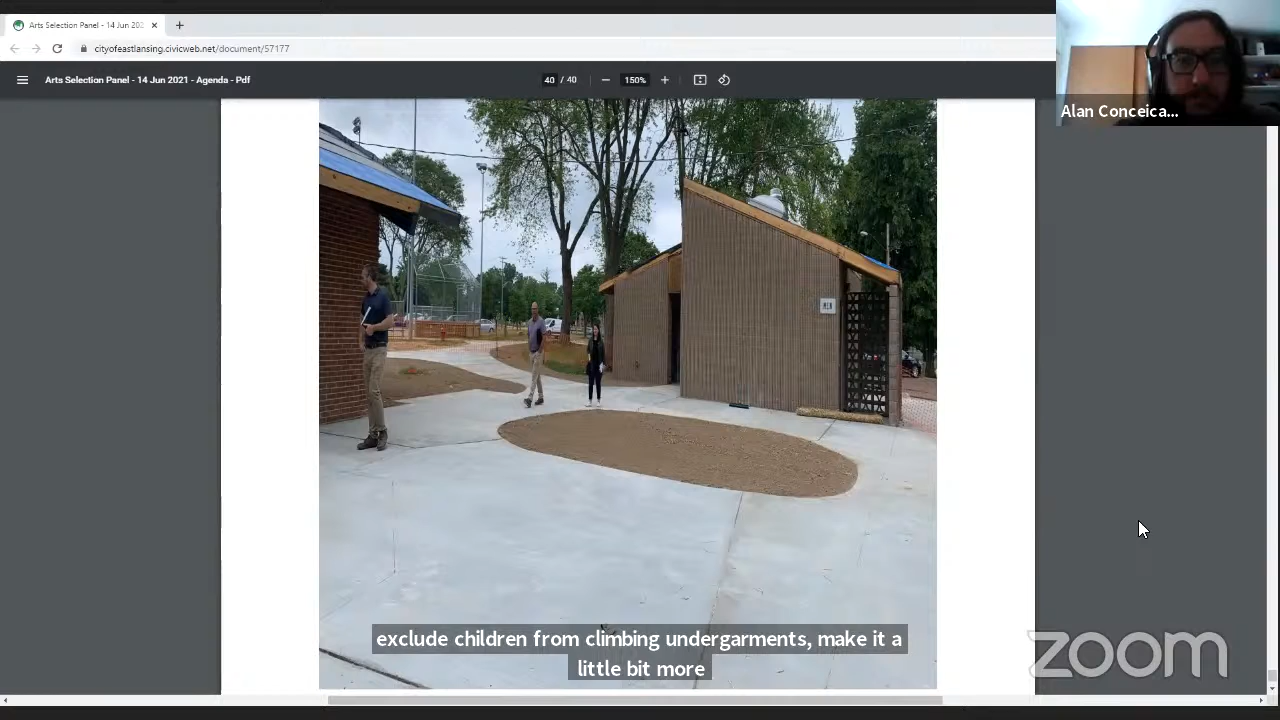 Arts Selection Panel - 14 Jun 202
cityofeastlansing.civicweb.net/document/57177
Arts Selection Panel - 14 Jun 2021 - Agenda - Pdf
40 / 40
150%
Alan Conceica...
MEN
exclude children from climbing undergarments, make it a
little bit more
zoom